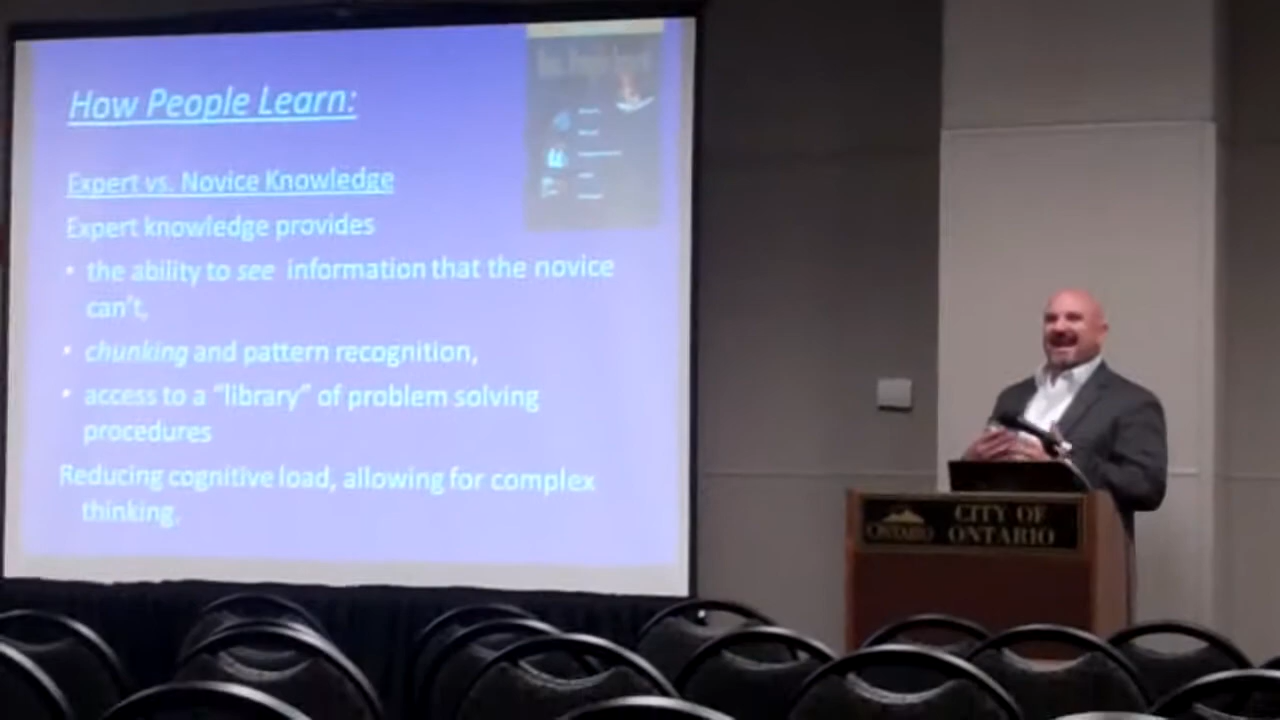 How People Learn:
Expert vs. Novice Knowledge
Expert knowledge provides
• the ability to see information that the novice
can't,
• chunking and pattern recognition,
• access to a “library” of problem solving
procedures
Reducing cognitive load, allowing for complex
thinking.
CITY OF
ONTARIO ONTARIO